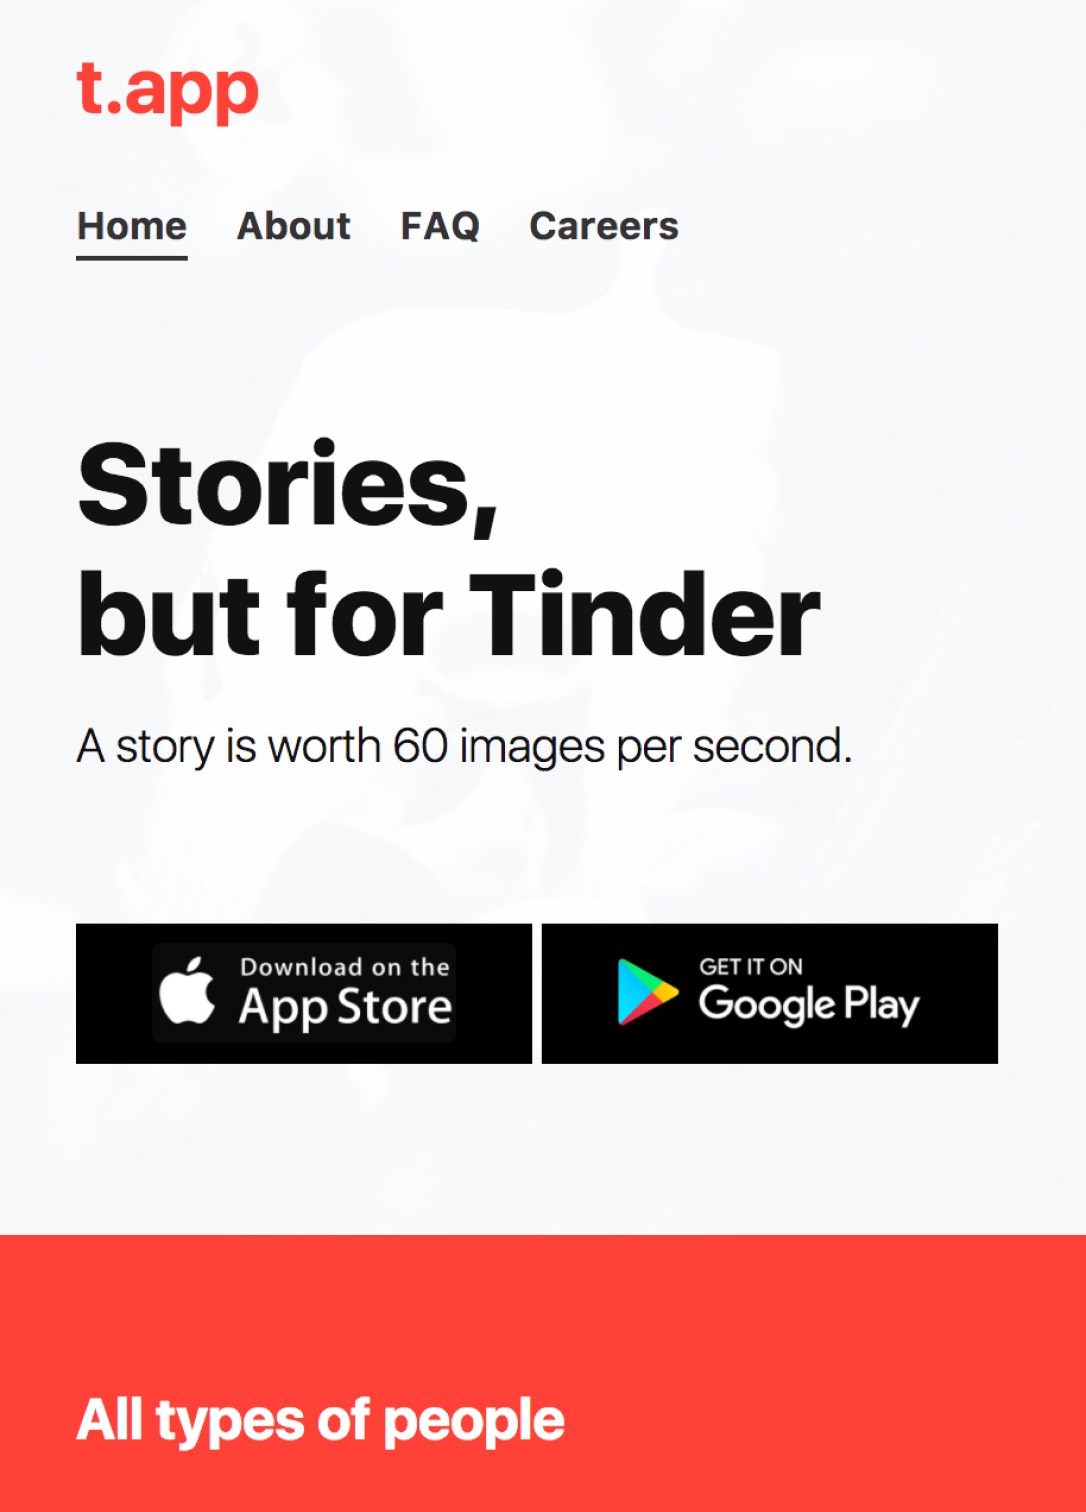 t.app
Home About FAQ Careers
Stories,
but for Tinder
A story is worth 60 images per second.
Download on the
App Store
GET IT ON
Google Play
All types of people